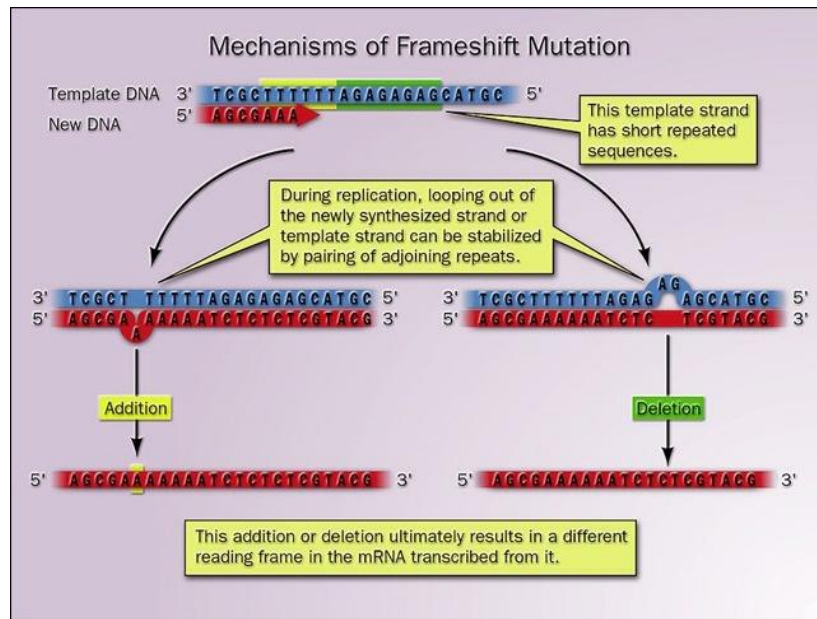 Mechanisms of Frameshift Mutation
Template DNA 3' TCGCTTTTTTAGAGAGAGCATGC 5'
New DNA 5' AGCGAAA
This template strand
has short repeated
sequences.
During replication, looping out of
the newly synthesized strand or
template strand can be stabilized
by pairing of adjoining repeats.
3' TCGCT TTTTTAGAGAGAGCATGC 5'
5' AGCGA AAAAATCTCTCTCGTACG 3'
A
AG
3' TCGCTTTTTTAGAG AGCATGC 5'
5' AGCGAAAAAATCTC TCGTACG 3'
Addition
Deletion
5' AGCGAAAAAAATCTCTCTCGTACG 3'
5' AGCGAAAAAATCTCTCGTACG 3'
This addition or deletion ultimately results in a different
reading frame in the mRNA transcribed from it.